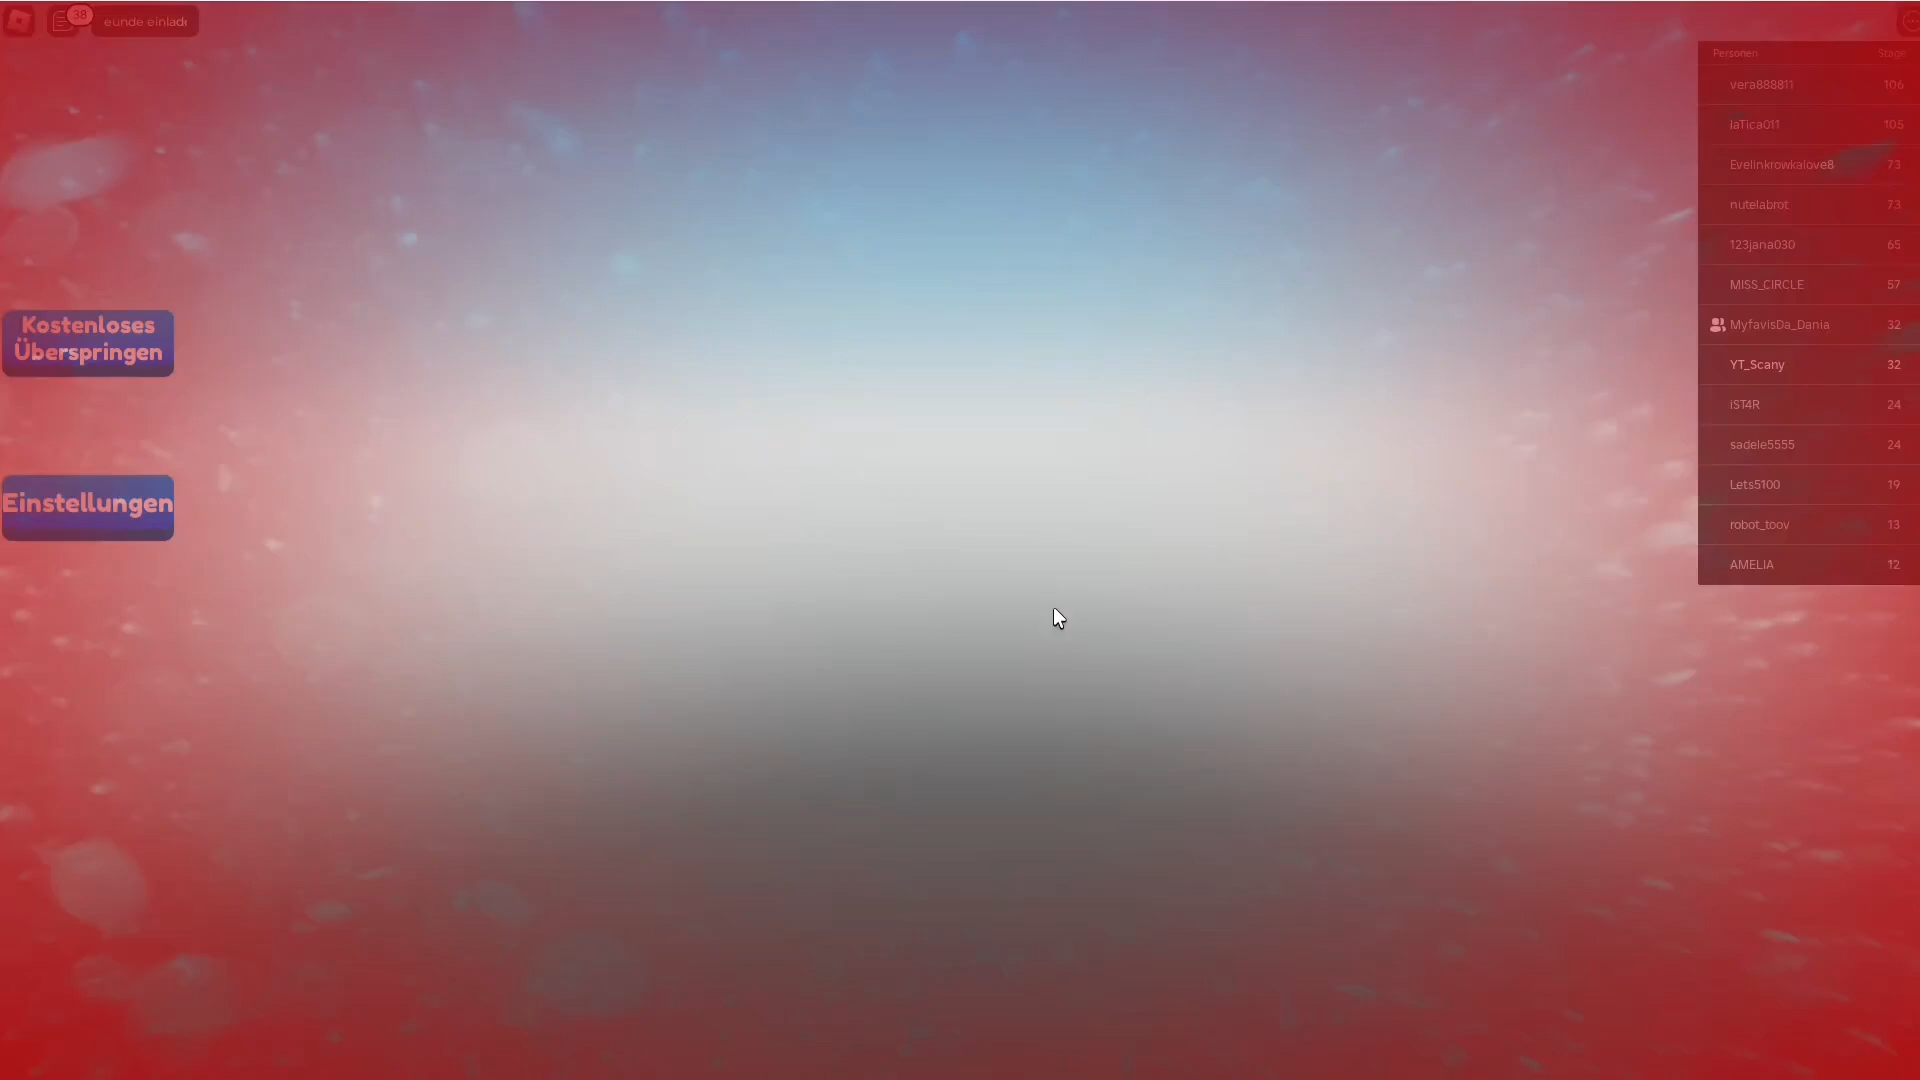 38
eunde einlade
Personen Stage
vera888811 106
laTica011 105
Evelinkrowkalove8 73
nutelabrot 73
123jana030 65
MISS_CIRCLE 57
MyfavisDa_Dania 32
YT_Scany 32
iST4R 24
sadele5555 24
Lets5100 19
robot_toov 13
AMELIA 12
Kostenloses
Überspringen
Einstellungen